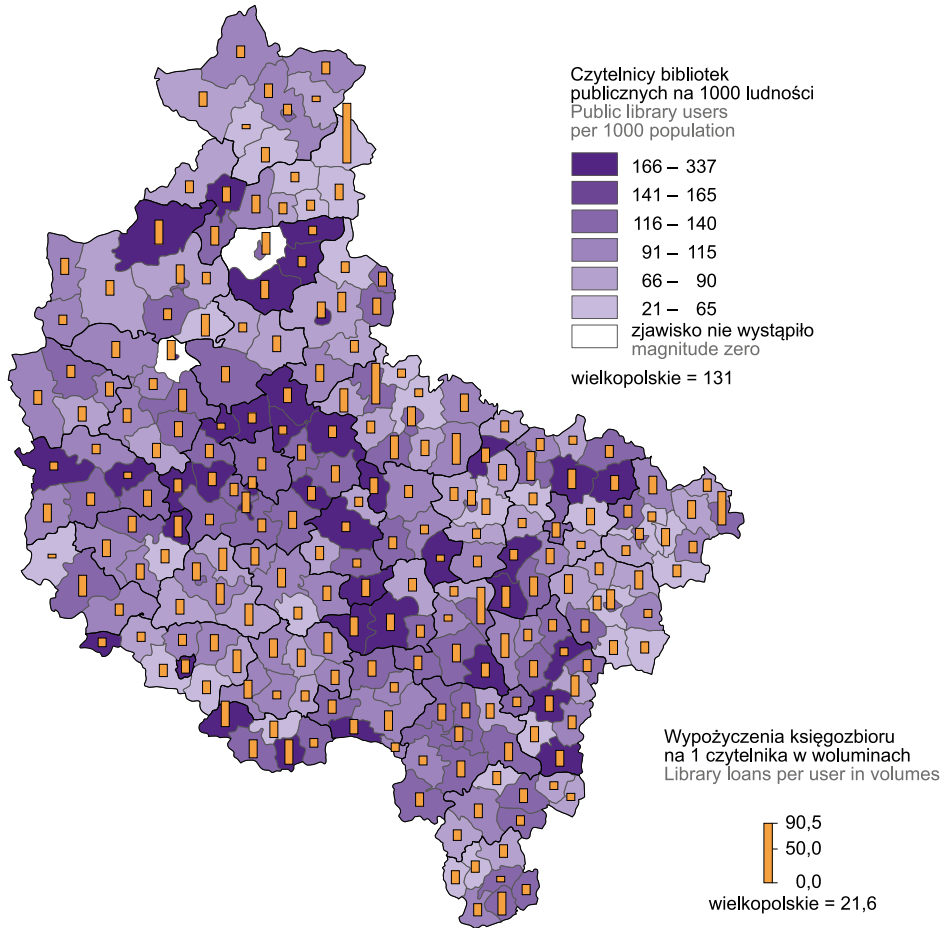 Czytelnicy bibliotek
publicznych na 1000 ludności
Public library users
per 1000 population
166 – 337
141 – 165
116 – 140
91 – 115
66 – 90
21 – 65
zjawisko nie wystąpiło
magnitude zero
wielkopolskie = 131
Wypożyczenia księgozbioru
na 1 czytelnika w woluminach
Library loans per user in volumes
90,5
50,0
0,0
wielkopolskie = 21,6